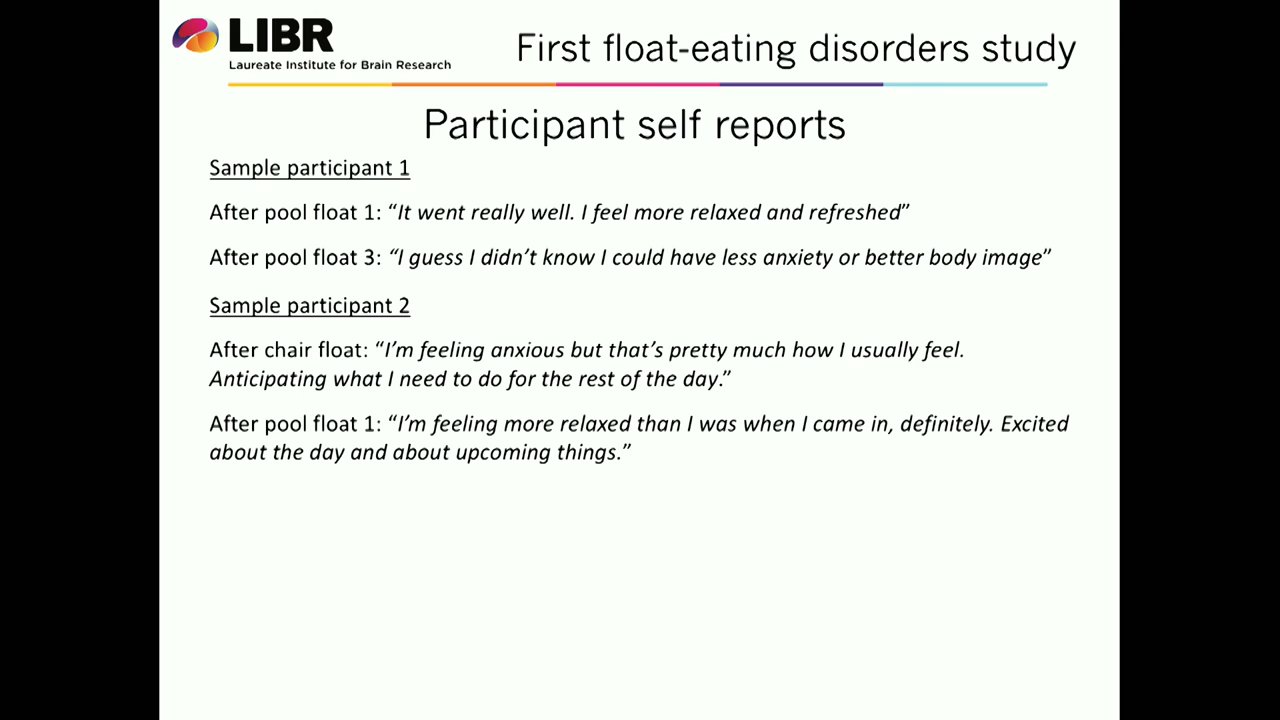 LIBR
Laureate Institute for Brain Research
First float-eating disorders study
Participant self reports
Sample participant 1
After pool float 1: “It went really well. I feel more relaxed and refreshed”
After pool float 3: “I guess I didn’t know I could have less anxiety or better body image”
Sample participant 2
After chair float: “I’m feeling anxious but that’s pretty much how I usually feel.
Anticipating what I need to do for the rest of the day.”
After pool float 1: “I’m feeling more relaxed than I was when I came in, definitely. Excited
about the day and about upcoming things.”